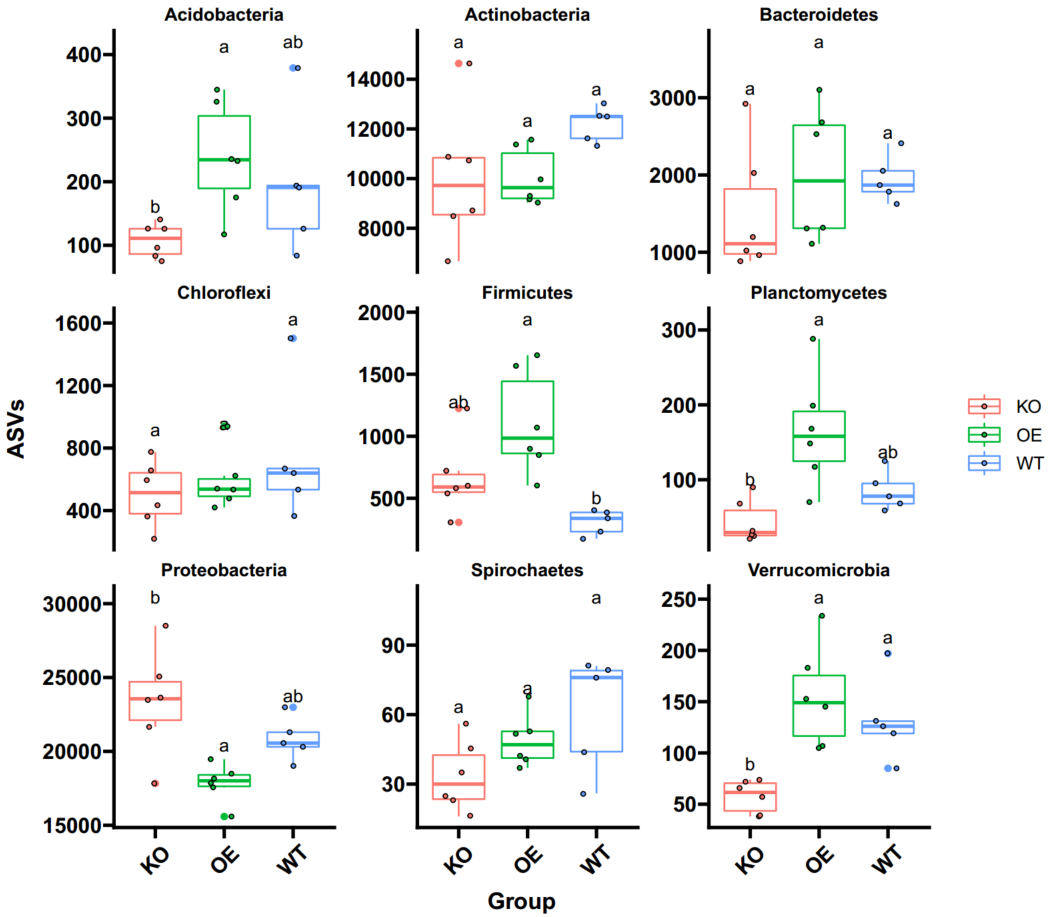 Acidobacteria Actinobacteria Bacteroidetes
400
300
200
100
b a ab
14000
12000
10000
8000
a a a
3000
2000
1000
a a a
Chloroflexi Firmicutes Planctomycetes
1600
1200
800
400
a a
2000
1500
1000
500
ab a b
300
200
100
b a ab
Proteobacteria Spirochaetes Verrucomicrobia
30000
25000
20000
15000
b a ab
90
60
30
a a a
250
200
150
100
50
b a a
KO OE WT KO OE WT KO OE WT
ASVs
Group
KO
OE
WT